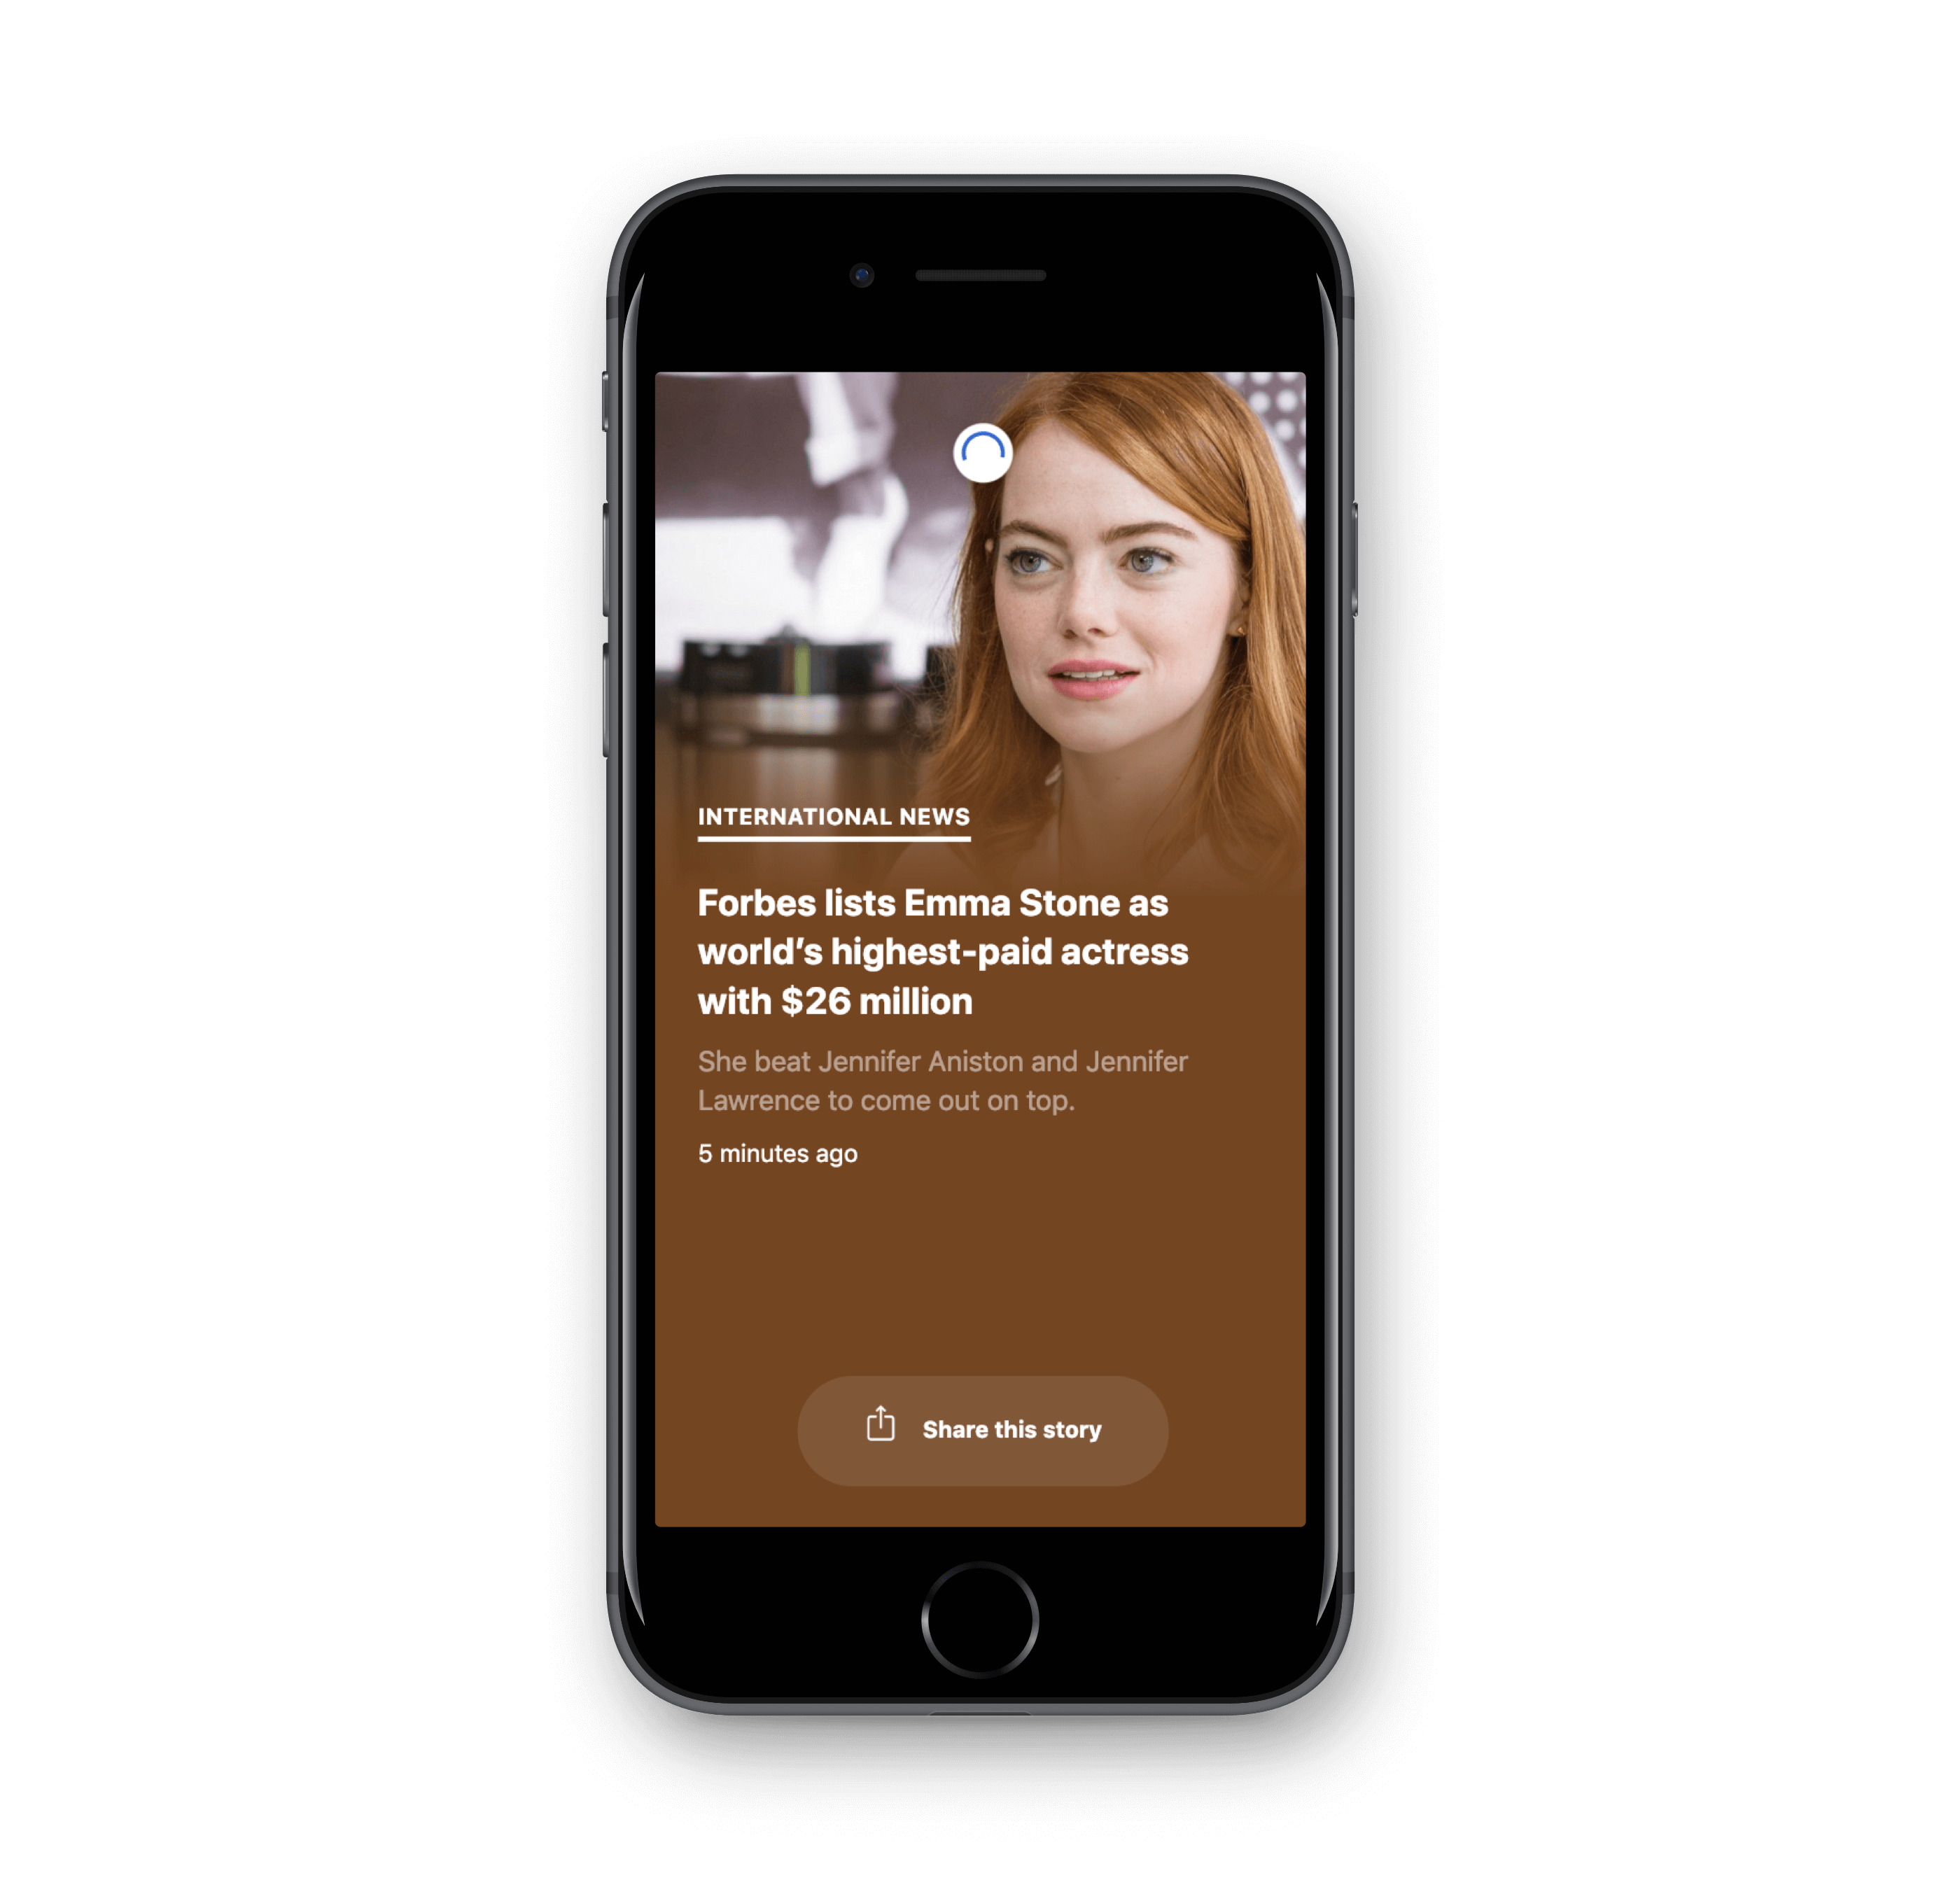 INTERNATIONAL NEWS
Forbes lists Emma Stone as
world’s highest-paid actress
with $26 million
She beat Jennifer Aniston and Jennifer
Lawrence to come out on top.
5 minutes ago
Share this story